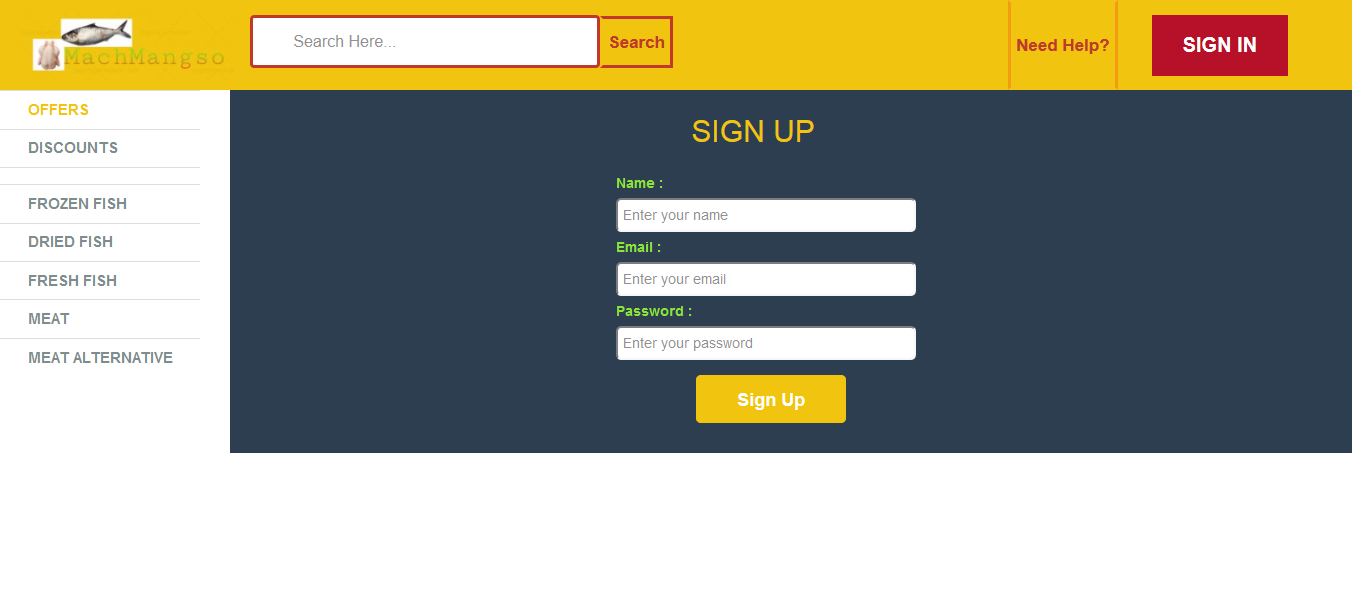 MachMangso
Search Here...
Search
Need Help?
SIGN IN
OFFERS
DISCOUNTS
FROZEN FISH
DRIED FISH
FRESH FISH
MEAT
MEAT ALTERNATIVE
SIGN UP
Name :
Enter your name
Email :
Enter your email
Password :
Enter your password
Sign Up